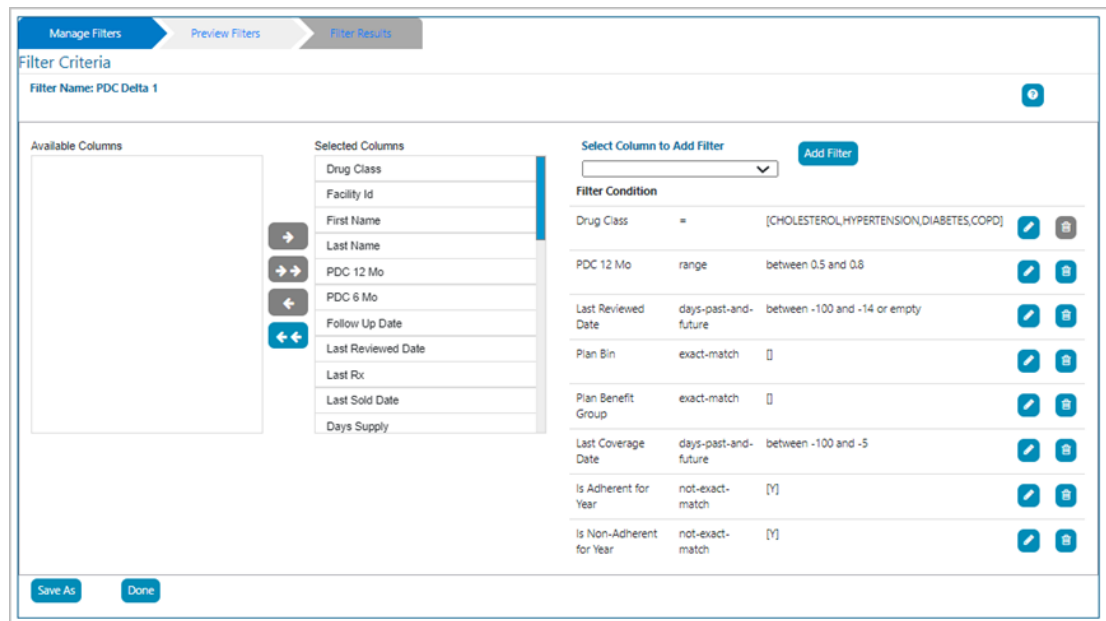 Manage Filters
Preview Filters
Filter Results
Filter Criteria
Filter Name: PDC Delta 1
Available Columns
Selected Columns
Drug Class
Facility Id
First Name
Last Name
PDC 12 Mo
PDC 6 Mo
Follow Up Date
Last Reviewed Date
Last Rx
Last Sold Date
Days Supply
Select Column to Add Filter
Add Filter
Filter Condition
Drug Class = [CHOLESTEROL,HYPERTENSION,DIABETES,COPD]
PDC 12 Mo range between 0.5 and 0.8
Last Reviewed days-past-and- between -100 and -14 or empty
Date future
Plan Bin exact-match []
Plan Benefit exact-match []
Group
Last Coverage days-past-and- between -100 and -5
Date future
Is Adherent for not-exact- [Y]
Year match
Is Non-Adherent not-exact- [Y]
for Year match
Save As
Done